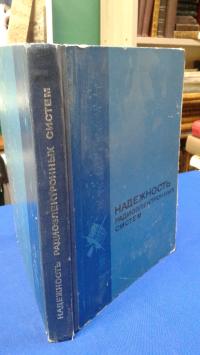 НАДЕЖНОСТЬ РАДИОЭЛЕКТРОННЫХ СИСТЕМ
НАДЕЖНОСТЬ
РАДИОЭЛЕКТРОННЫХ
СИСТЕМ